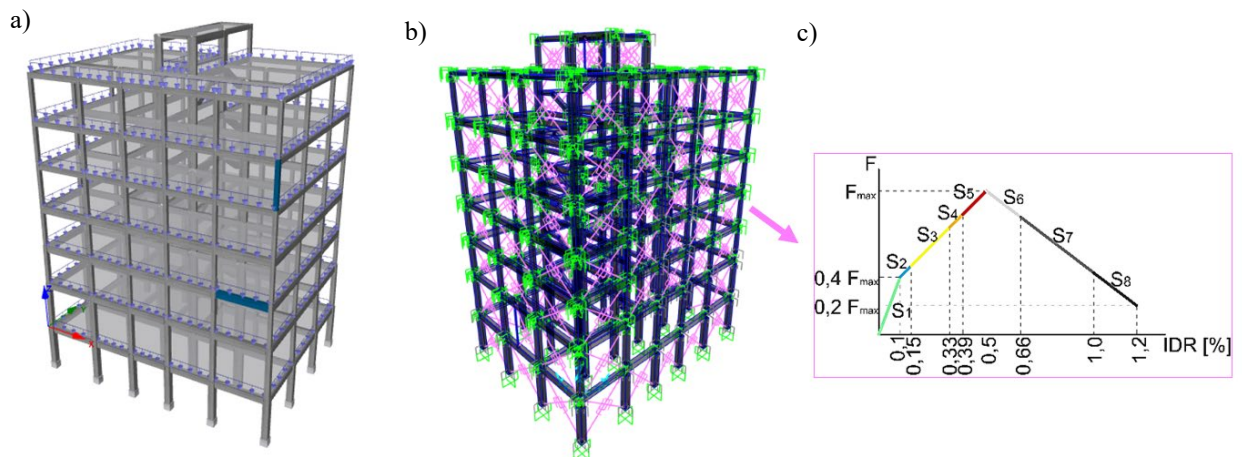 a)
b)
c)
x
F
Fmax
S5
S6
S4
S3
S7
S2
S8
0,4 Fmax
S1
0,2 Fmax
0,1
0,15
0,33
0,39
0,5
0,66
1,0
1,2
IDR [%]